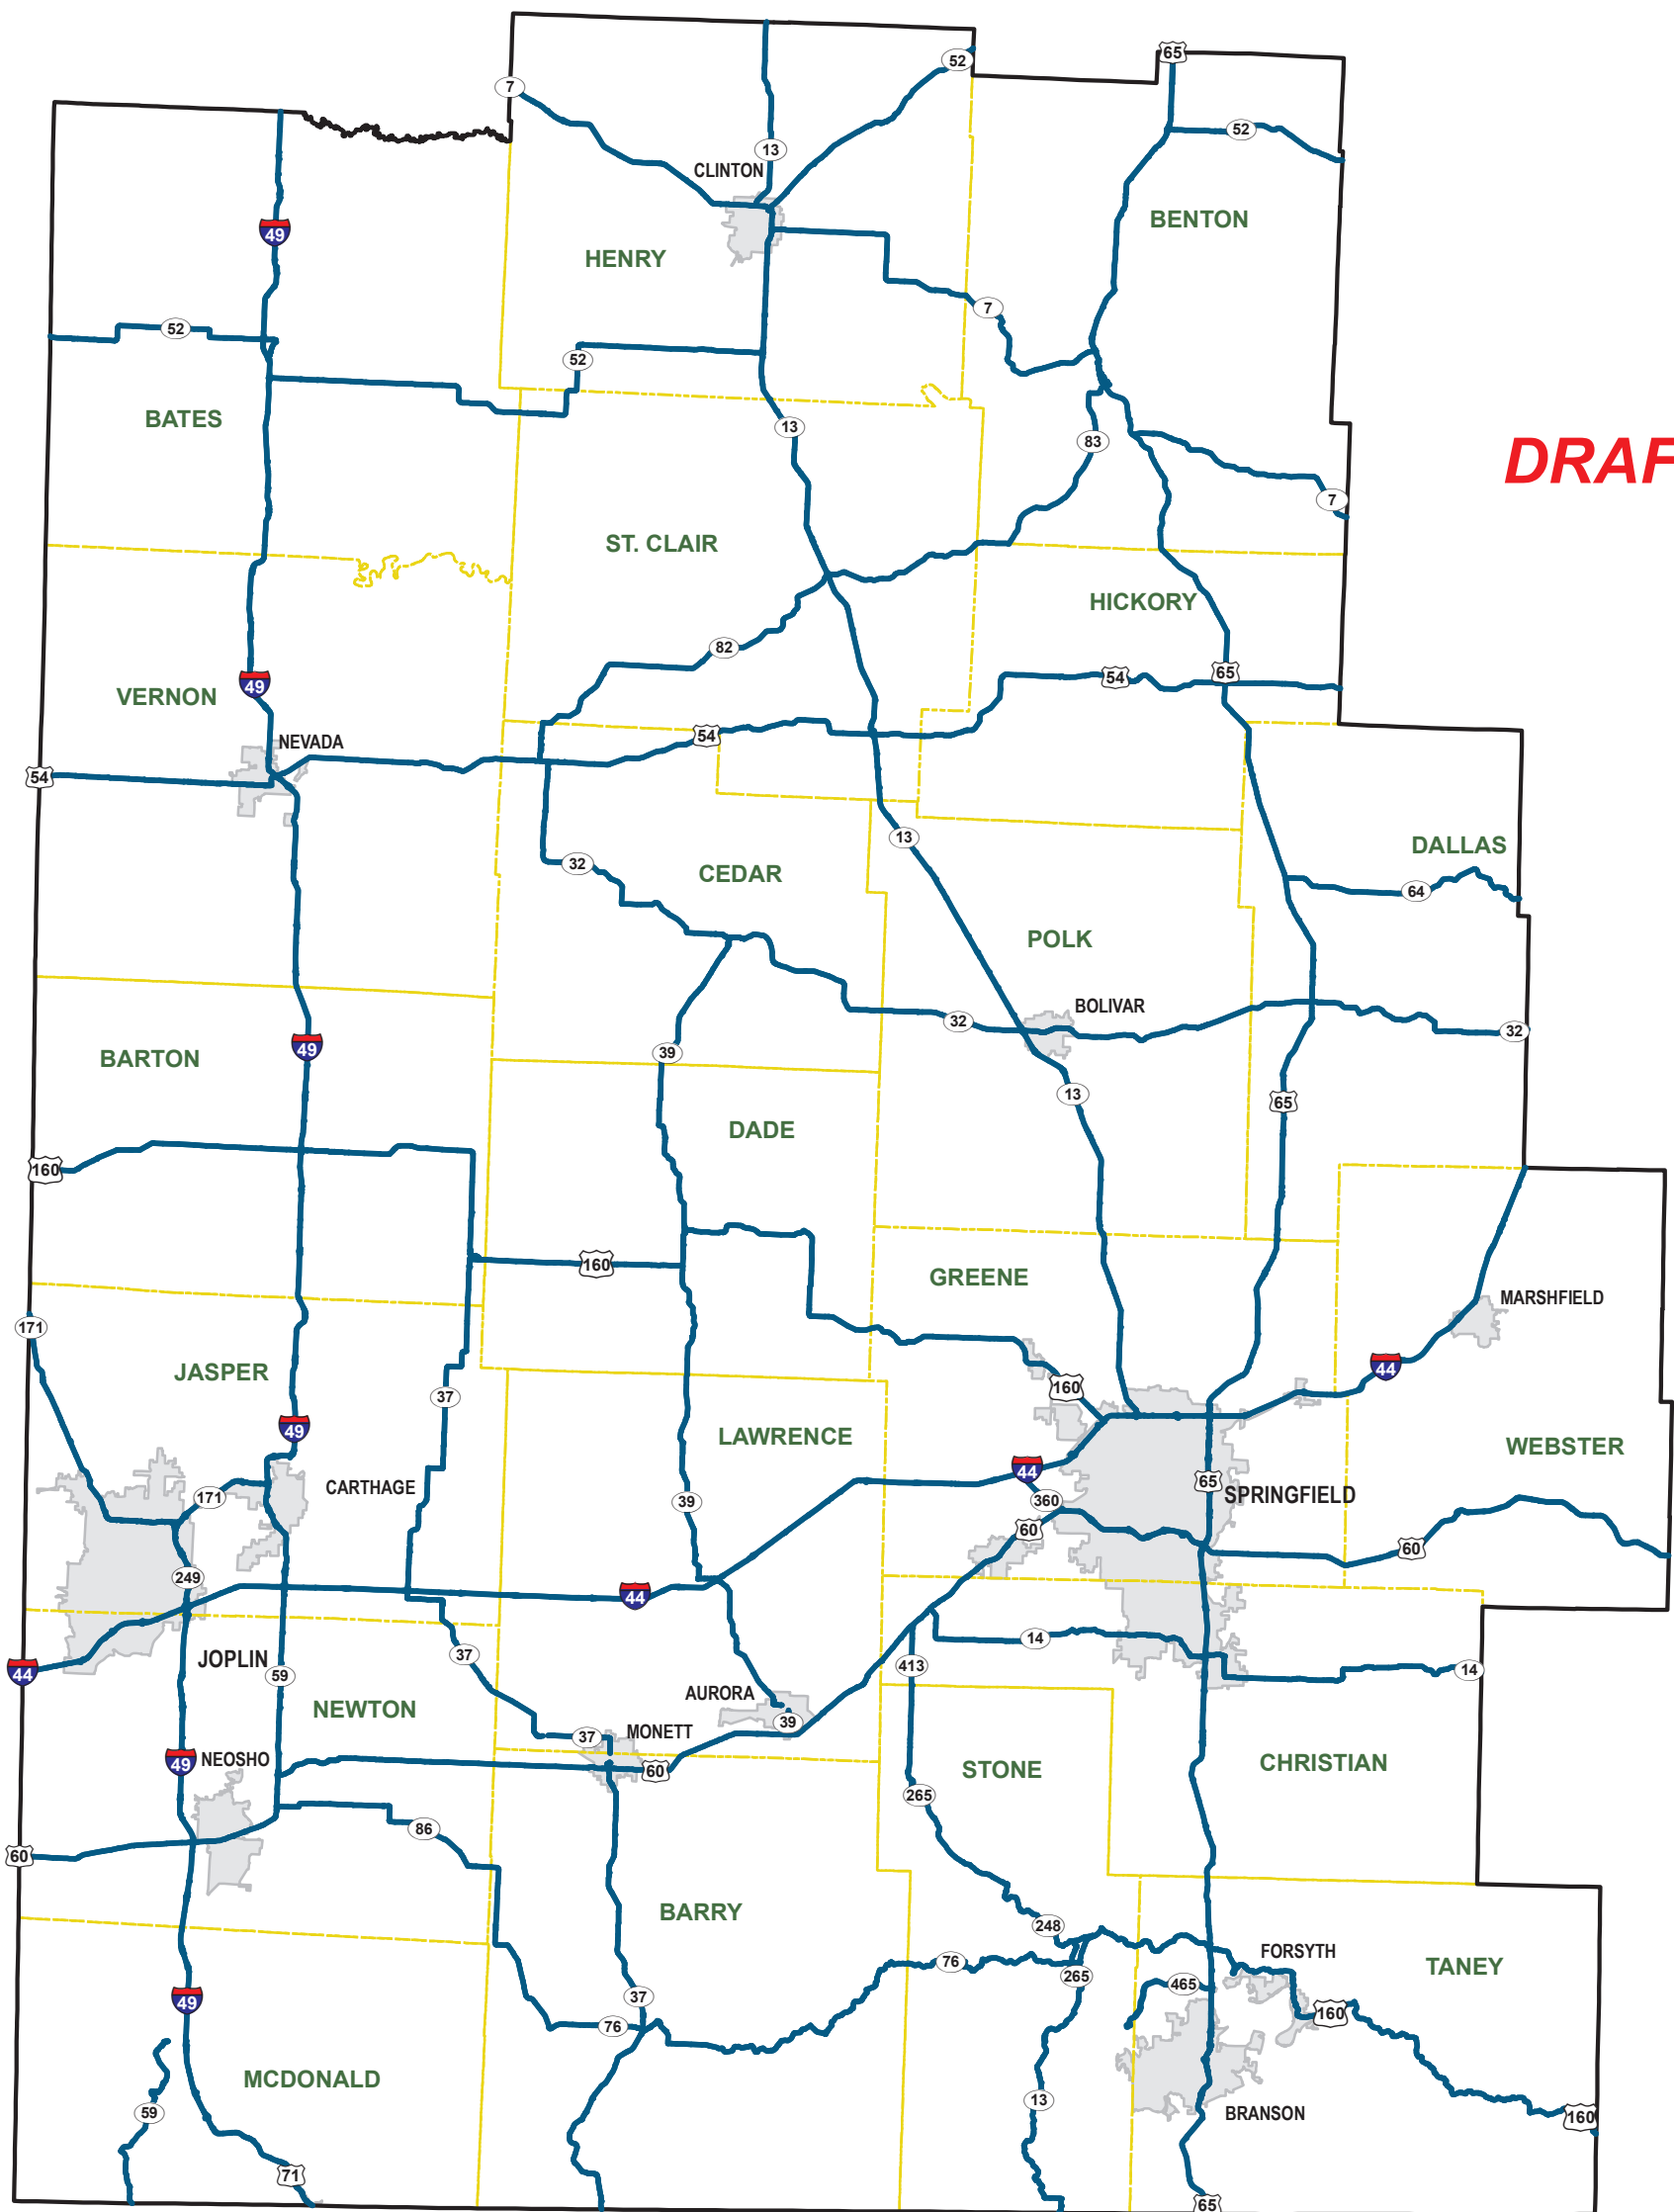 65
52
7
13
52
CLINTON
BENTON
49
HENRY
7
52
52
BATES
13
83
DRAF
7
ST. CLAIR
HICKORY
82
65
54
49
VERNON
54
NEVADA
54
13
DALLAS
32
CEDAR
64
POLK
BOLIVAR
32
32
49
39
BARTON
13
65
DADE
160
160
GREENE
MARSHFIELD
171
44
JASPER
160
37
49
LAWRENCE
WEBSTER
44
65
CARTHAGE
SPRINGFIELD
171
39
360
60
60
249
44
14
37
JOPLIN
413
14
44
59
AURORA
NEWTON
39
MONETT
37
49
NEOSHO
STONE
CHRISTIAN
60
265
86
60
BARRY
248
FORSYTH
76
TANEY
265
465
49
37
160
76
MCDONALD
13
59
BRANSON
160
71
65